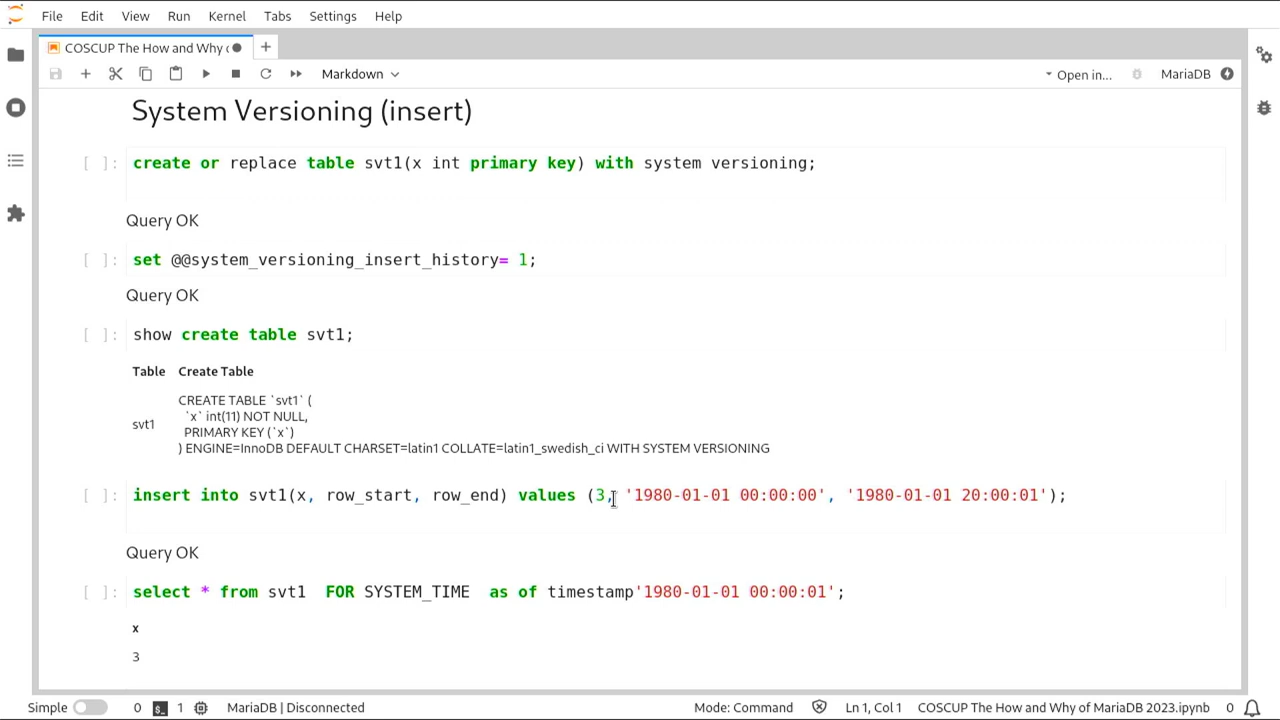 File Edit View Run Kernel Tabs Settings Help
COSCUP The How and Why
Markdown Open in... MariaDB
System Versioning (insert)
[ ]: create or replace table svt1(x int primary key) with system versioning;
Query OK
[ ]: set @@system_versioning_insert_history= 1;
Query OK
[ ]: show create table svt1;
Table Create Table
CREATE TABLE `svt1` (
`x` int(11) NOT NULL,
svt1
PRIMARY KEY (`x`)
) ENGINE=InnoDB DEFAULT CHARSET=latin1 COLLATE=latin1_swedish_ci WITH SYSTEM VERSIONING
[ ]: insert into svt1(x, row_start, row_end) values (3, '1980-01-01 00:00:00', '1980-01-01 20:00:01');
Query OK
[ ]: select * from svt1 FOR SYSTEM_TIME as of timestamp'1980-01-01 00:00:01';
x
3
Simple 0 1 MariaDB | Disconnected Mode: Command Ln 1, Col 1 COSCUP The How and Why of MariaDB 2023.ipynb 0